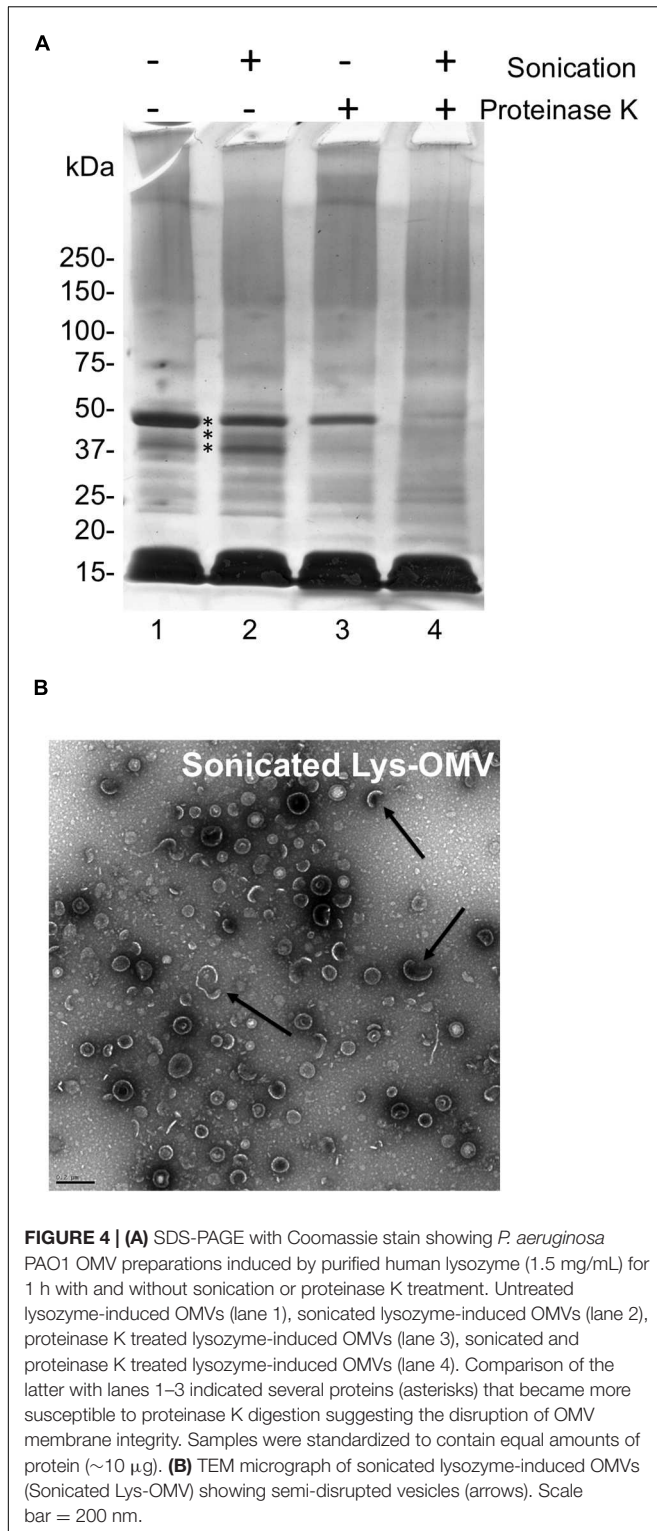 A
- + - + Sonication
- - + + Proteinase K
kDa
250-
150-
100-
75-
50-
*
*
37- *
25-
20-
15-
1 2 3 4
B
Sonicated Lys-OMV
0.2 µm
FIGURE 4 | (A) SDS-PAGE with Coomassie stain showing P. aeruginosa
PAO1 OMV preparations induced by purified human lysozyme (1.5 mg/mL) for
1 h with and without sonication or proteinase K treatment. Untreated
lysozyme-induced OMVs (lane 1), sonicated lysozyme-induced OMVs (lane 2),
proteinase K treated lysozyme-induced OMVs (lane 3), sonicated and
proteinase K treated lysozyme-induced OMVs (lane 4). Comparison of the
latter with lanes 1–3 indicated several proteins (asterisks) that became more
susceptible to proteinase K digestion suggesting the disruption of OMV
membrane integrity. Samples were standardized to contain equal amounts of
protein (∼10 μg). (B) TEM micrograph of sonicated lysozyme-induced OMVs
(Sonicated Lys-OMV) showing semi-disrupted vesicles (arrows). Scale
bar = 200 nm.